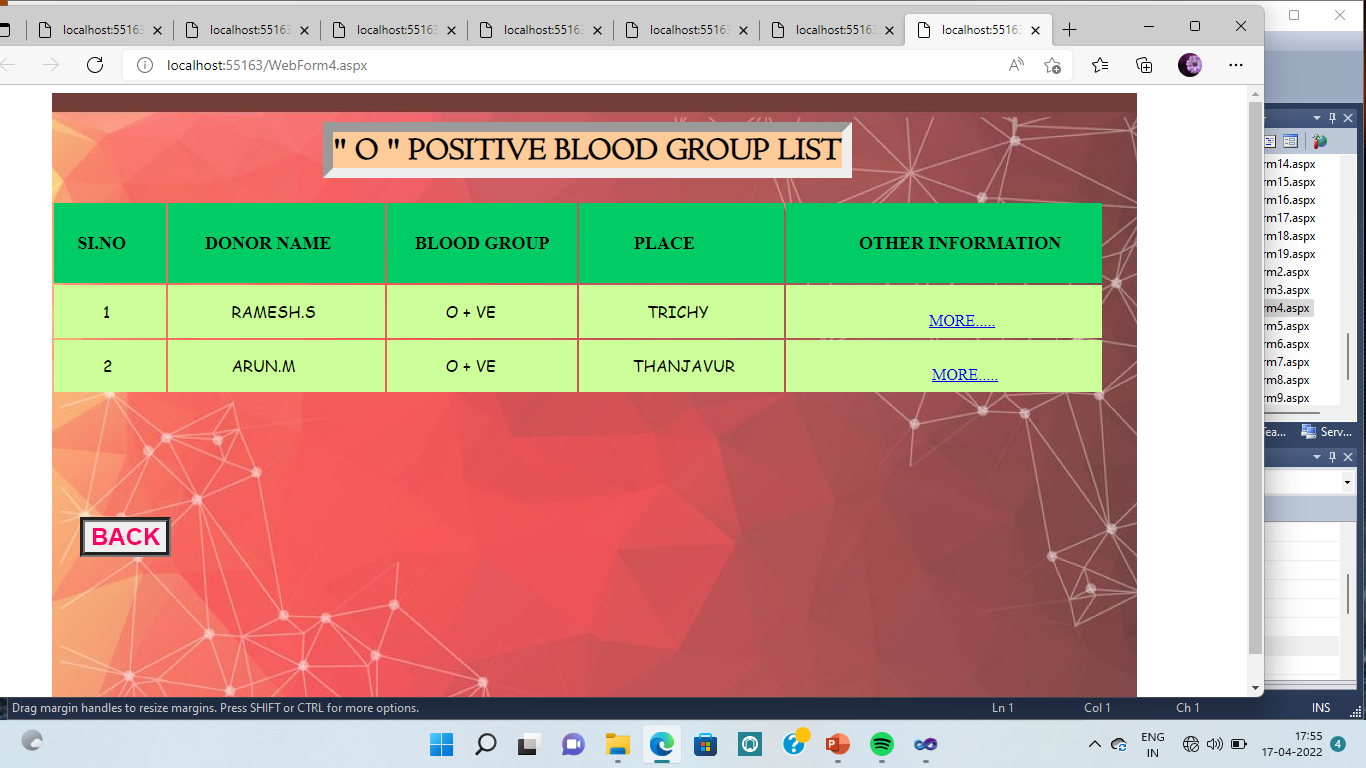 localhost:55163 localhost:55163 localhost:55163 localhost:55163 localhost:55163 localhost:55163 localhost:55163
localhost:55163/WebForm4.aspx
" O " POSITIVE BLOOD GROUP LIST
SI.NO DONOR NAME BLOOD GROUP PLACE OTHER INFORMATION
1 RAMESH.S O + VE TRICHY MORE.....
2 ARUN.M O + VE THANJAVUR MORE.....
BACK
rm14.aspx
rm15.aspx
rm16.aspx
rm17.aspx
rm18.aspx
rm19.aspx
rm2.aspx
rm3.aspx
rm4.aspx
rm5.aspx
rm6.aspx
rm7.aspx
rm8.aspx
rm9.aspx
Tea... Serv...
Drag margin handles to resize margins. Press SHIFT or CTRL for more options. Ln 1 Col 1 Ch 1 INS
ENG
IN
17:55
17-04-2022
4